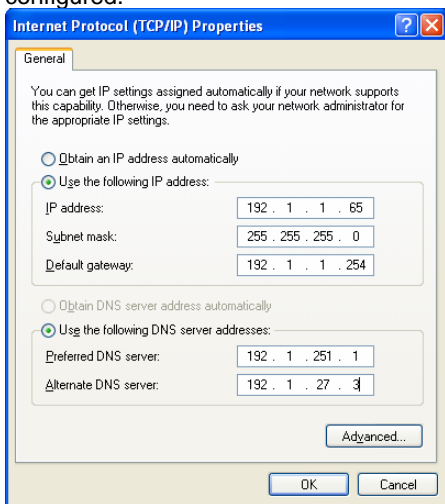 configured.
Internet Protocol (TCP/IP) Properties
General
You can get IP settings assigned automatically if your network supports
this capability. Otherwise, you need to ask your network administrator for
the appropriate IP settings.
Obtain an IP address automatically
Use the following IP address:
IP address: 192 . 1 . 1 . 65
Subnet mask: 255 . 255 . 255 . 0
Default gateway: 192 . 1 . 1 . 254
Obtain DNS server address automatically
Use the following DNS server addresses:
Preferred DNS server: 192 . 1 . 251 . 1
Alternate DNS server: 192 . 1 . 27 . 3
Advanced...
OK Cancel